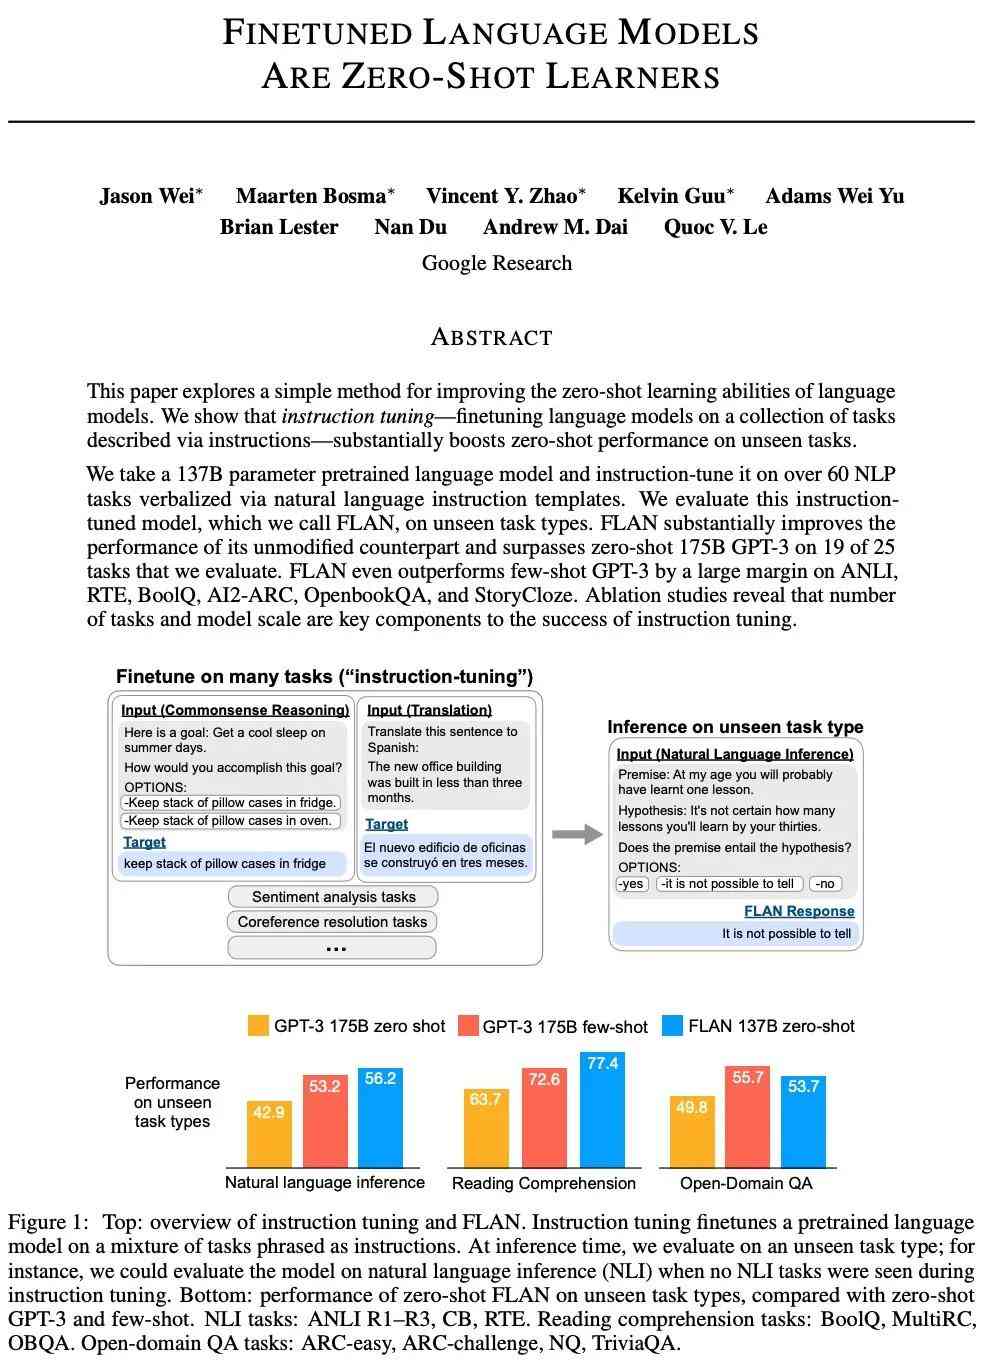 FINETUNED LANGUAGE MODELS
ARE ZERO-SHOT LEARNERS
Jason Wei* Maarten Bosma* Vincent Y. Zhao* Kelvin Guu* Adams Wei Yu
Brian Lester Nan Du Andrew M. Dai Quoc V. Le
Google Research
ABSTRACT
This paper explores a simple method for improving the zero-shot learning abilities of language
models. We show that instruction tuning—finetuning language models on a collection of tasks
described via instructions—substantially boosts zero-shot performance on unseen tasks.
We take a 137B parameter pretrained language model and instruction-tune it on over 60 NLP
tasks verbalized via natural language instruction templates. We evaluate this instruction-
tuned model, which we call FLAN, on unseen task types. FLAN substantially improves the
performance of its unmodified counterpart and surpasses zero-shot 175B GPT-3 on 19 of 25
tasks that we evaluate. FLAN even outperforms few-shot GPT-3 by a large margin on ANLI,
RTE, BoolQ, AI2-ARC, OpenbookQA, and StoryCloze. Ablation studies reveal that number
of tasks and model scale are key components to the success of instruction tuning.
Finetune on many tasks (“instruction-tuning”)
Input (Commonsense Reasoning)
Here is a goal: Get a cool sleep on
summer days.
How would you accomplish this goal?
OPTIONS:
-Keep stack of pillow cases in fridge.
-Keep stack of pillow cases in oven.
Target
keep stack of pillow cases in fridge
Input (Translation)
Translate this sentence to
Spanish:
The new office building
was built in less than three
months.
Target
El nuevo edificio de oficinas
se construyó en tres meses.
Sentiment analysis tasks
Coreference resolution tasks
...
Inference on unseen task type
Input (Natural Language Inference)
Premise: At my age you will probably
have learnt one lesson.
Hypothesis: It's not certain how many
lessons you'll learn by your thirties.
Does the premise entail the hypothesis?
OPTIONS:
-yes -it is not possible to tell -no
FLAN Response
It is not possible to tell
GPT-3 175B zero shot GPT-3 175B few-shot FLAN 137B zero-shot
Performance
on unseen
task types
42.9 53.2 56.2
Natural language inference
63.7 72.6 77.4
Reading Comprehension
49.8 55.7 53.7
Open-Domain QA
Figure 1: Top: overview of instruction tuning and FLAN. Instruction tuning finetunes a pretrained language
model on a mixture of tasks phrased as instructions. At inference time, we evaluate on an unseen task type; for
instance, we could evaluate the model on natural language inference (NLI) when no NLI tasks were seen during
instruction tuning. Bottom: performance of zero-shot FLAN on unseen task types, compared with zero-shot
GPT-3 and few-shot. NLI tasks: ANLI R1–R3, CB, RTE. Reading comprehension tasks: BoolQ, MultiRC,
OBQA. Open-domain QA tasks: ARC-easy, ARC-challenge, NQ, TriviaQA.